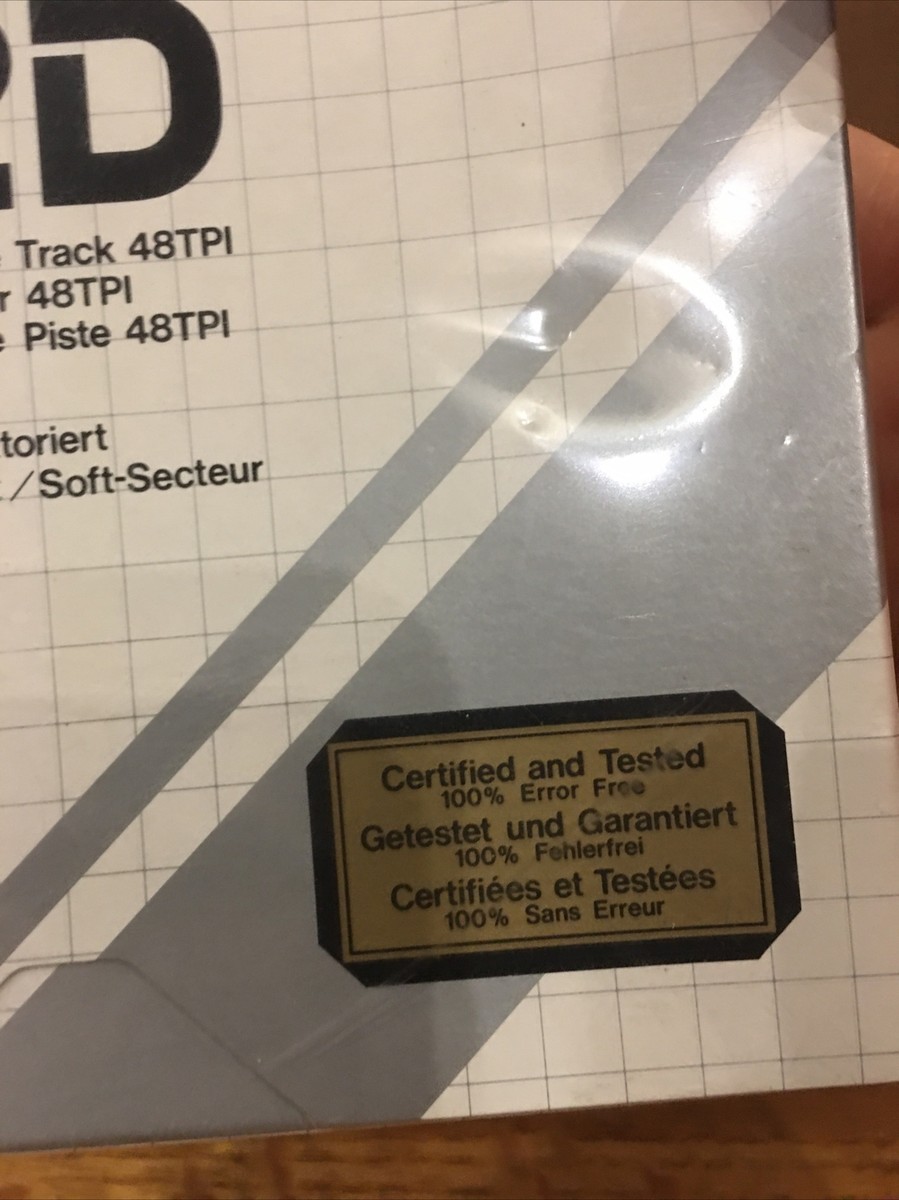 2D
Track 48TPI
r 48TPI
e Piste 48TPI
toriert
/Soft-Secteur
Certified and Tested
100% Error Free
Getestet und Garantiert
100% Fehlerfrei
Certifiées et Testées
100% Sans Erreur